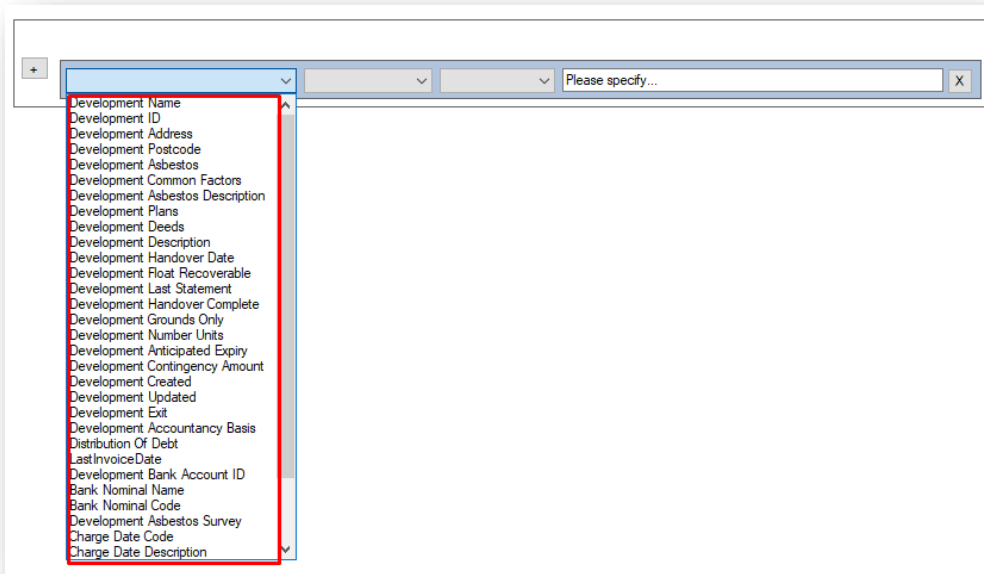 +
Please specify...
X
Development Name
Development ID
Development Address
Development Postcode
Development Asbestos
Development Common Factors
Development Asbestos Description
Development Plans
Development Deeds
Development Description
Development Handover Date
Development Float Recoverable
Development Last Statement
Development Handover Complete
Development Grounds Only
Development Number Units
Development Anticipated Expiry
Development Contingency Amount
Development Created
Development Updated
Development Exit
Development Accountancy Basis
Distribution Of Debt
LastInvoiceDate
Development Bank Account ID
Bank Nominal Name
Bank Nominal Code
Development Asbestos Survey
Charge Date Code
Charge Date Description